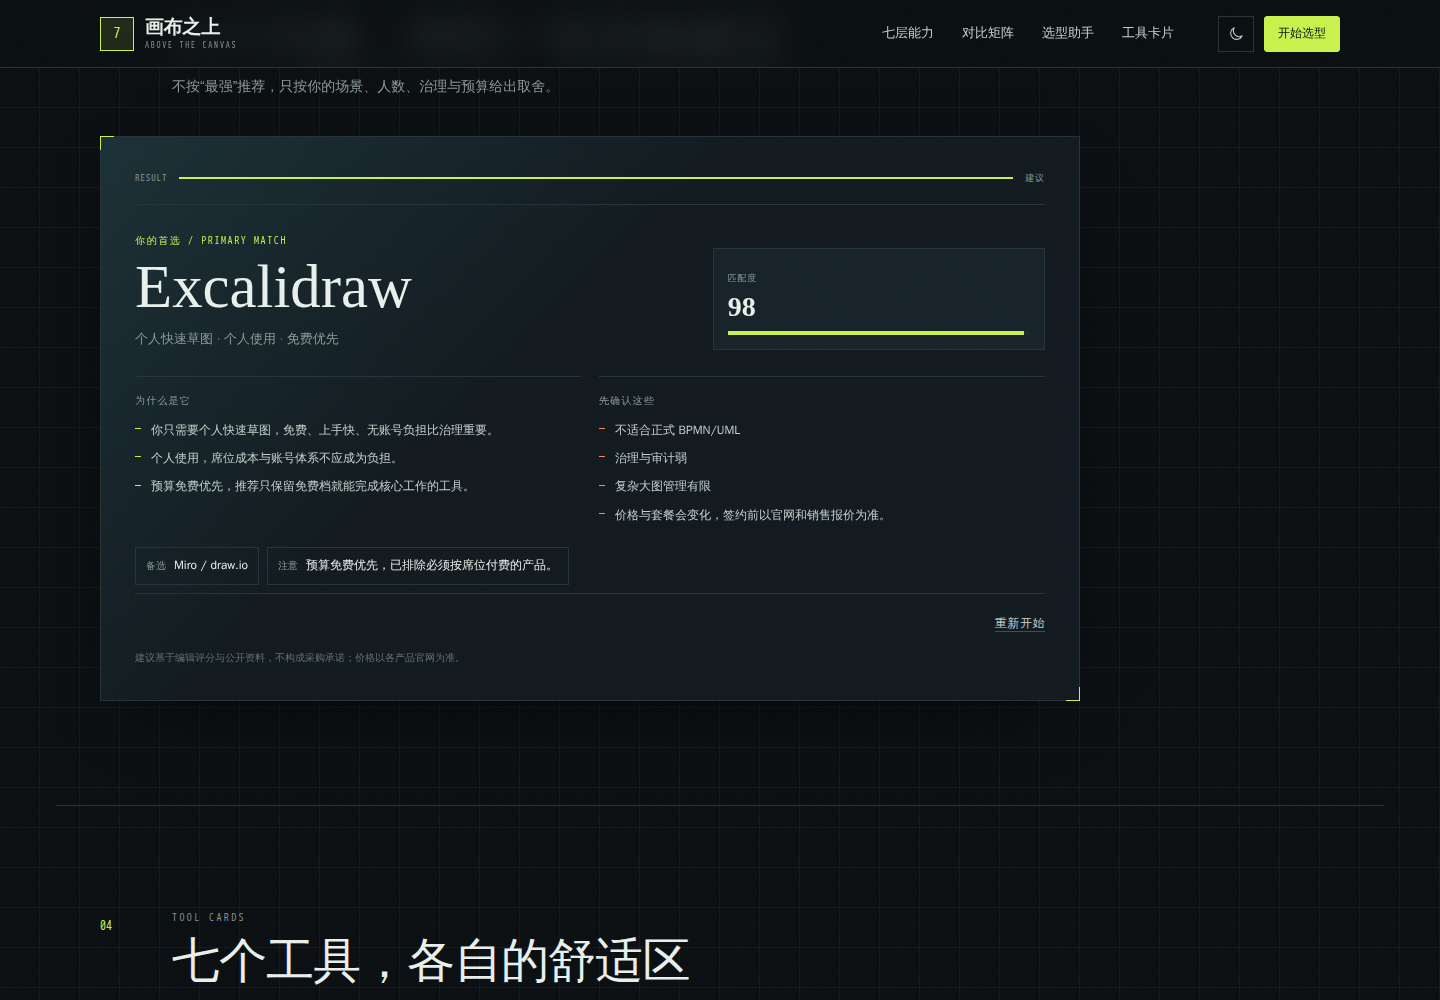 7
画布之上
ABOVE THE CANVAS
七层能力
对比矩阵
选型助手
工具卡片
开始选型
不按“最强”推荐，只按你的场景、人数、治理与预算给出取舍。
RESULT
建议
你的首选 / PRIMARY MATCH
Excalidraw
个人快速草图 · 个人使用 · 免费优先
匹配度
98
为什么是它
你只需要个人快速草图，免费、上手快、无账号负担比治理重要。
个人使用，席位成本与账号体系不应成为负担。
预算免费优先，推荐只保留免费档就能完成核心工作的工具。
先确认这些
不适合正式 BPMN/UML
治理与审计弱
复杂大图管理有限
价格与套餐会变化，签约前以官网和销售报价为准。
备选 Miro / draw.io
注意 预算免费优先，已排除必须按席位付费的产品。
重新开始
建议基于编辑评分与公开资料，不构成采购承诺；价格以各产品官网为准。
04
TOOL CARDS
七个工具，各自的舒适区